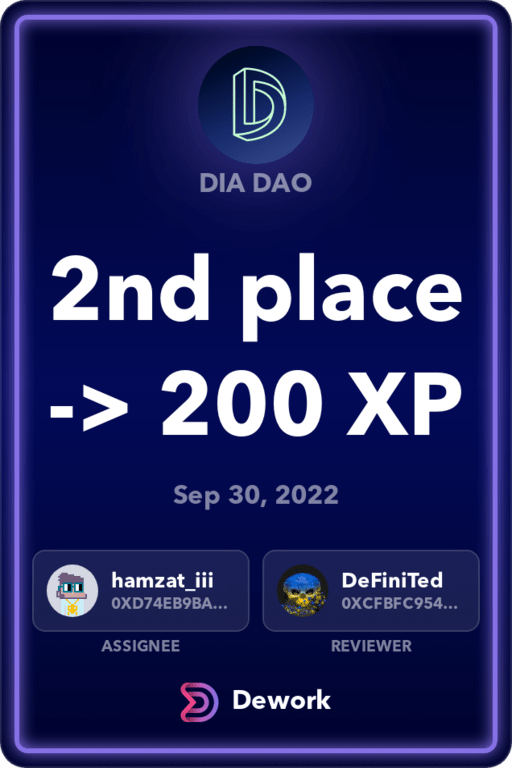 DIA DAO
2nd place
-> 200 XP
Sep 30, 2022
hamzat_iii
0XD74EB9BA...
ASSIGNEE
DeFiniTed
0XCFBFC954...
REVIEWER
Dework